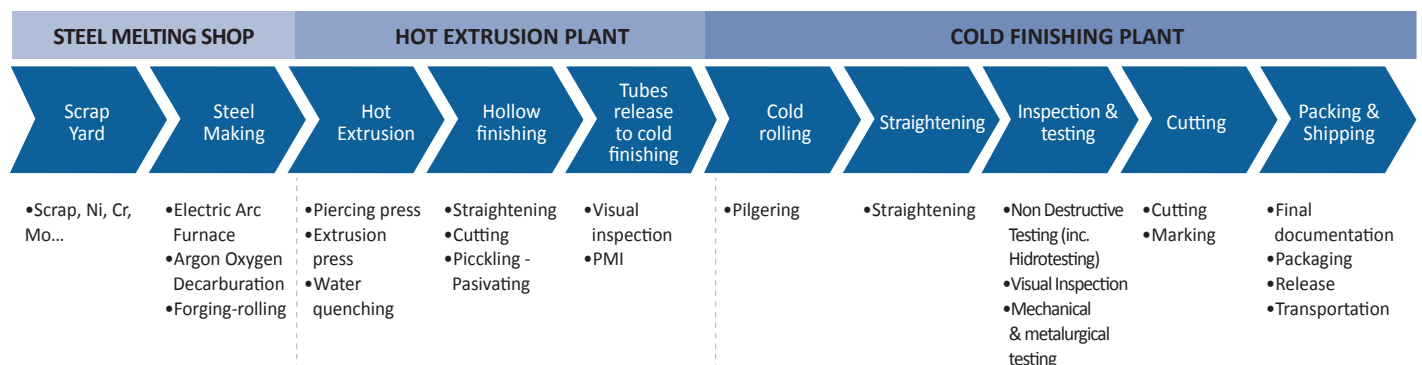 STEEL MELTING SHOP
HOT EXTRUSION PLANT
COLD FINISHING PLANT
Scrap
Yard
Steel
Making
Hot
Extrusion
Hollow
finishing
Tubes
release
to cold
finishing
Cold
rolling
Straightening
Inspection &
testing
Cutting
Packing &
Shipping
•Scrap, Ni, Cr,
Mo...
•Electric Arc
Furnace
•Argon Oxygen
Decarburation
•Forging-rolling
•Piercing press
•Extrusion
press
•Water
quenching
•Straightening
•Cutting
•Picckling -
Pasivating
•Visual
inspection
•PMI
•Pilgering
•Straightening
•Non Destructive
Testing (inc.
Hidrotesting)
•Visual Inspection
•Mechanical
& metalurgical
testing
•Cutting
•Marking
•Final
documentation
•Packaging
•Release
•Transportation